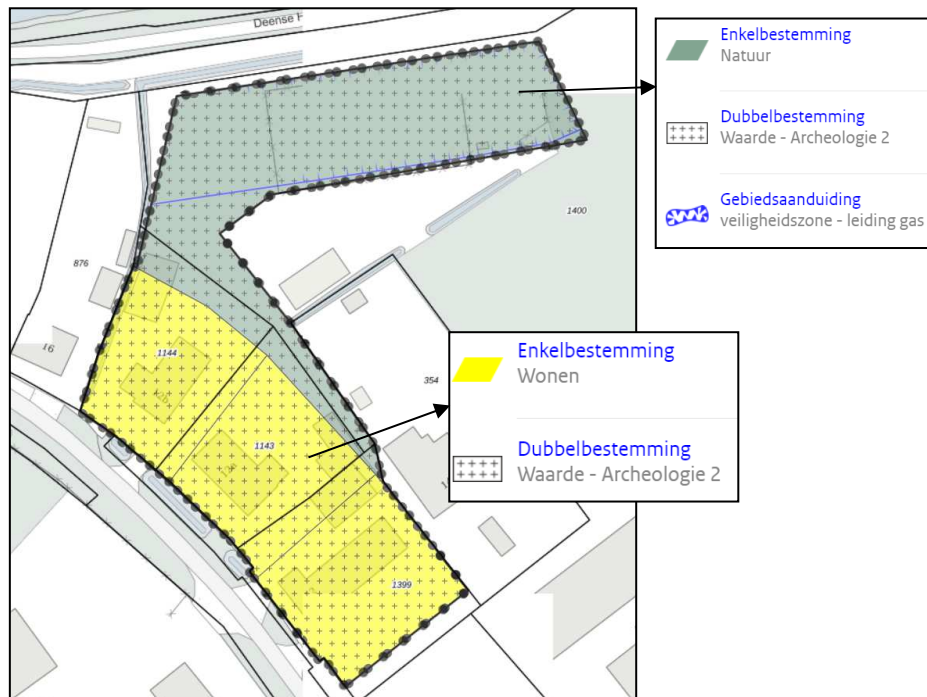 Deense H
Enkelbestemming
Natuur
Dubbelbestemming
Waarde - Archeologie 2
Gebiedsaanduiding
veiligheidszone - leiding gas
1400
876
1144
354
1143
1399
Enkelbestemming
Wonen
Dubbelbestemming
Waarde - Archeologie 2